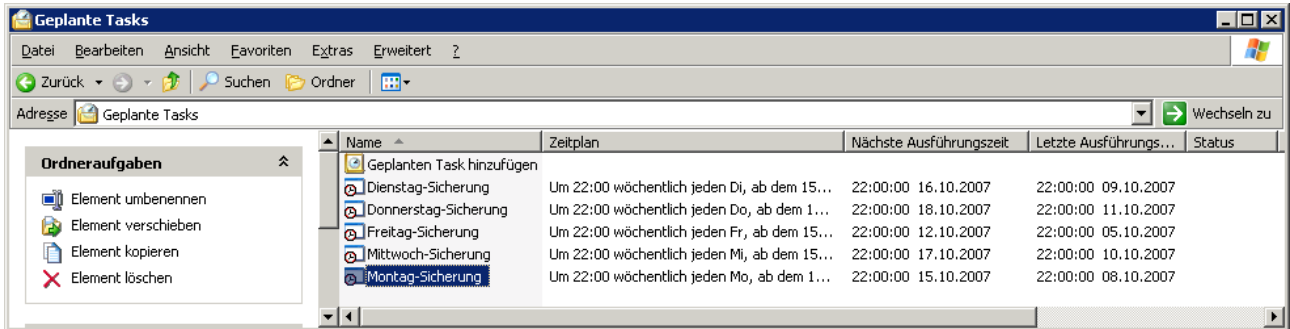 Geplante Tasks
Datei Bearbeiten Ansicht Favoriten Extras Erweitert ?
Zurück Suchen Ordner
Adresse Geplante Tasks Wechseln zu
Ordneraufgaben
Element umbenennen
Element verschieben
Element kopieren
Element löschen
Name Zeitplan Nächste Ausführungszeit Letzte Ausführungs... Status
Geplanten Task hinzufügen
Dienstag-Sicherung Um 22:00 wöchentlich jeden Di, ab dem 15... 22:00:00 16.10.2007 22:00:00 09.10.2007
Donnerstag-Sicherung Um 22:00 wöchentlich jeden Do, ab dem 1... 22:00:00 18.10.2007 22:00:00 11.10.2007
Freitag-Sicherung Um 22:00 wöchentlich jeden Fr, ab dem 15... 22:00:00 12.10.2007 22:00:00 05.10.2007
Mittwoch-Sicherung Um 22:00 wöchentlich jeden Mi, ab dem 15... 22:00:00 17.10.2007 22:00:00 10.10.2007
Montag-Sicherung Um 22:00 wöchentlich jeden Mo, ab dem 1... 22:00:00 15.10.2007 22:00:00 08.10.2007